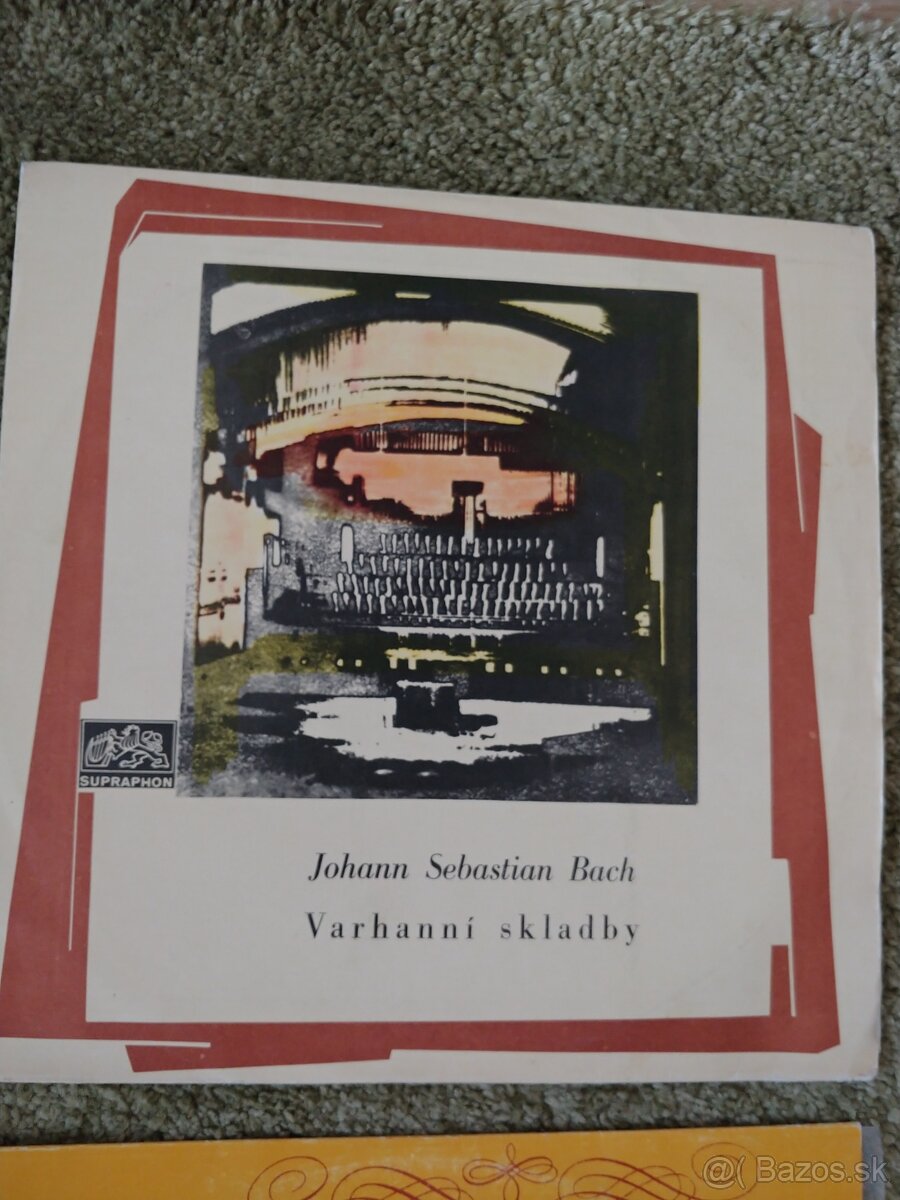 SUPRAPHON
Johann Sebastian Bach
Varhanní skladby
@( Bazos.sk